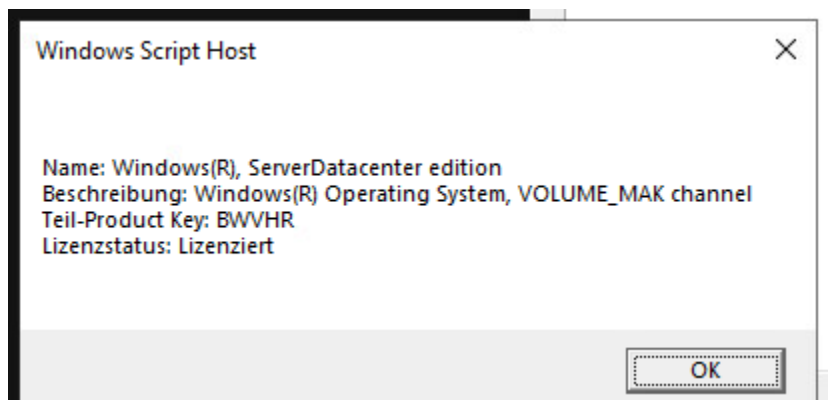 Windows Script Host
Name: Windows(R), ServerDatacenter edition
Beschreibung: Windows(R) Operating System, VOLUME_MAK channel
Teil-Product Key: BWVHR
Lizenzstatus: Lizenziert
OK